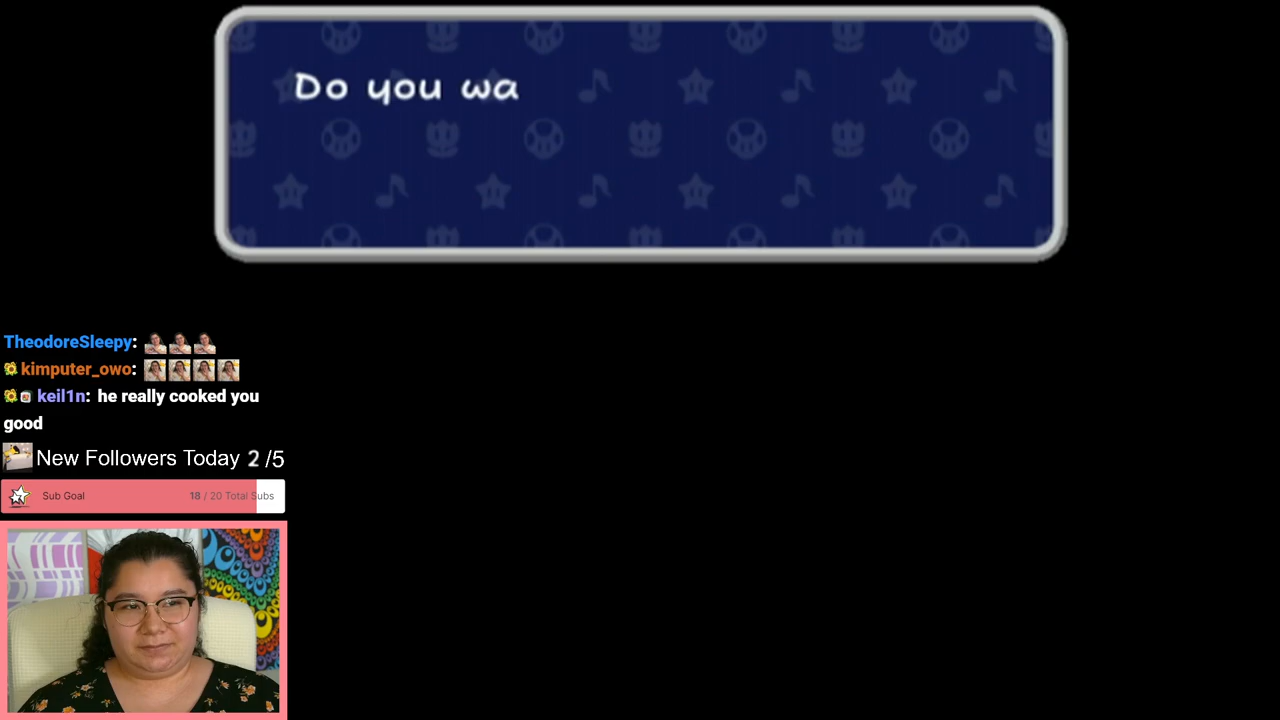 Do you wa
TheodoreSleepy:
kimputer_owo:
keil1n: he really cooked you
good
New Followers Today 2 /5
Sub Goal 18 / 20 Total Subs